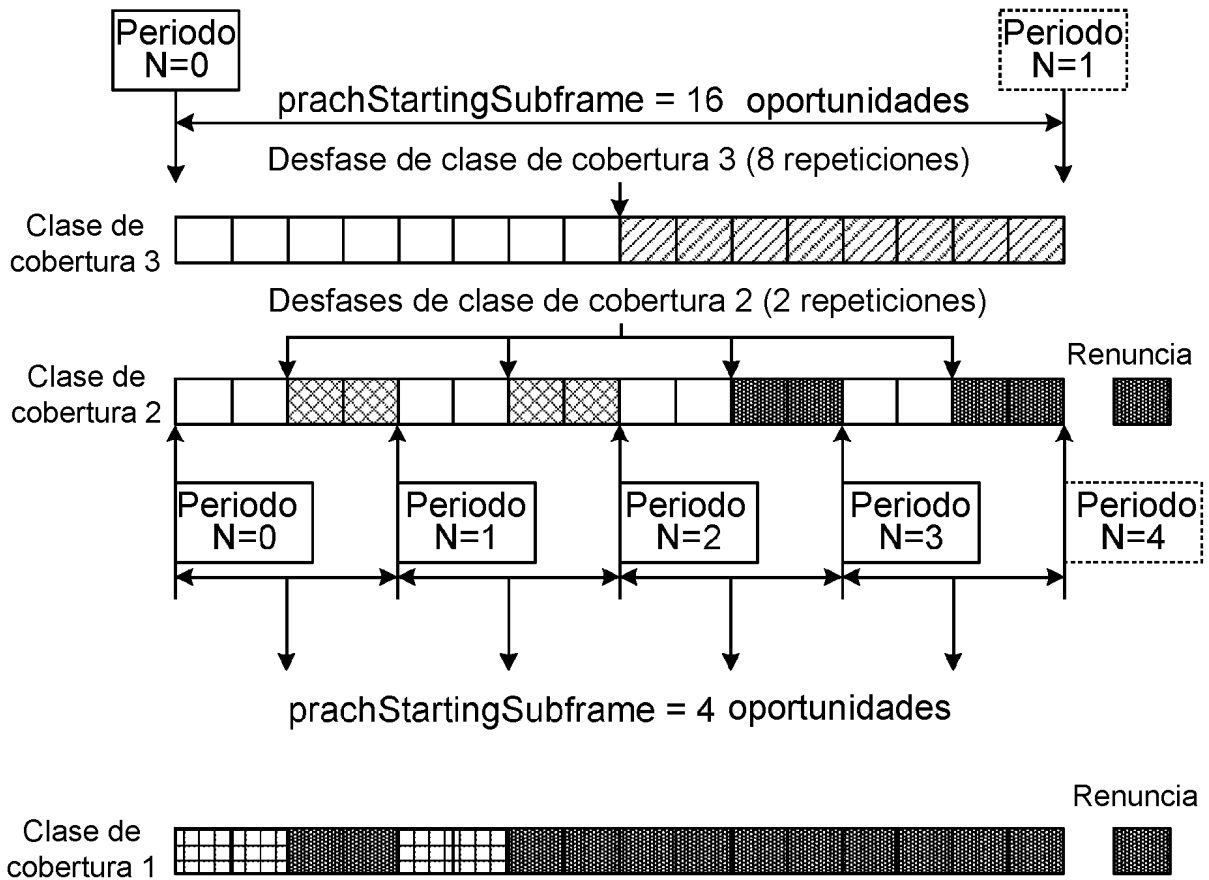 Periodo
N=0
Periodo
N=1
prachStartingSubframe = 16 oportunidades
Desfase de clase de cobertura 3 (8 repeticiones)
Clase de
cobertura 3
Desfases de clase de cobertura 2 (2 repeticiones)
Renuncia
Clase de
cobertura 2
Periodo
N=0
Periodo
N=1
Periodo
N=2
Periodo
N=3
Periodo
N=4
prachStartingSubframe = 4 oportunidades
Renuncia
Clase de
cobertura 1